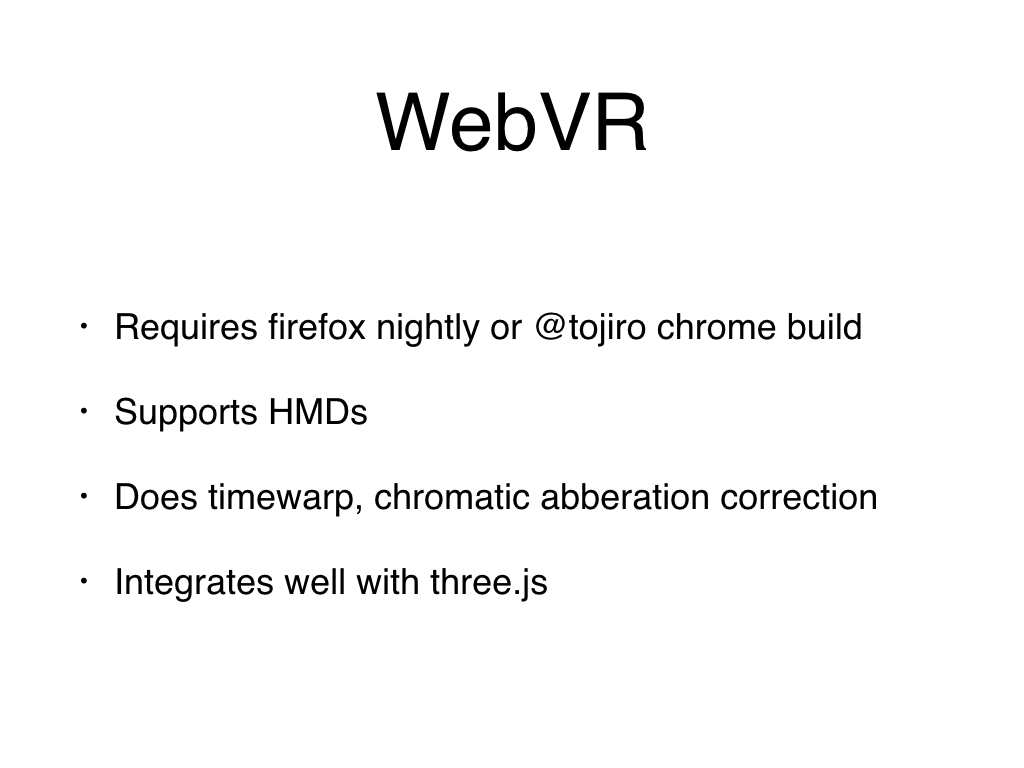 WebVR
• Requires firefox nightly or @tojiro chrome build
• Supports HMDs
• Does timewarp, chromatic abberation correction
• Integrates well with three.js